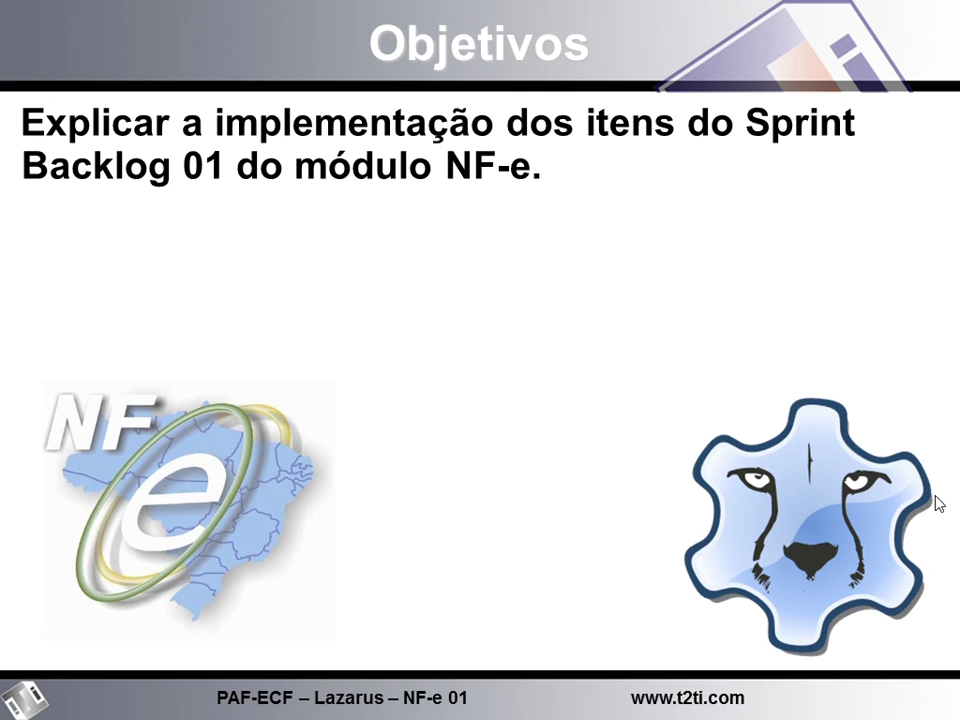 Objetivos
Explicar a implementação dos itens do Sprint
Backlog 01 do módulo NF-e.
NF
e
PAF-ECF – Lazarus – NF-e 01
www.t2ti.com